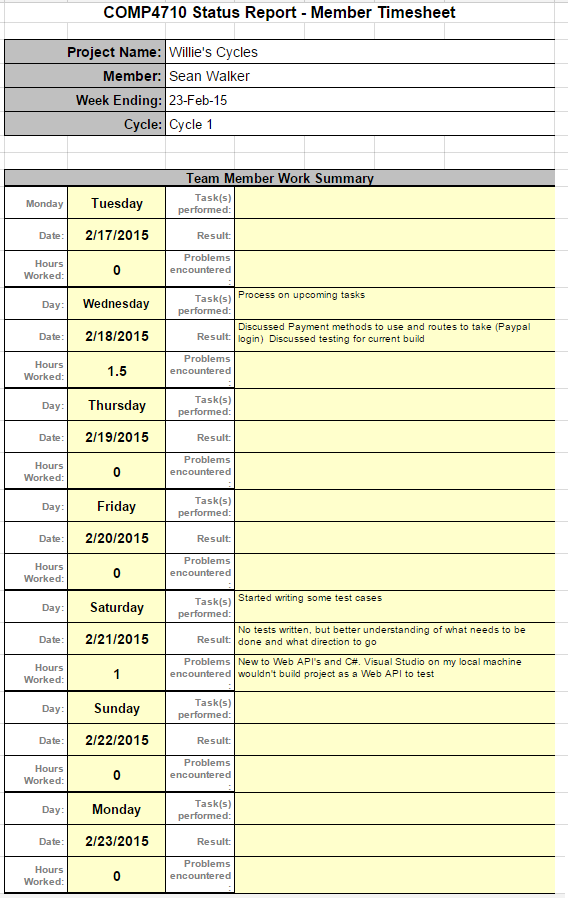 COMP4710 Status Report - Member Timesheet
Project Name: Willie's Cycles
Member: Sean Walker
Week Ending: 23-Feb-15
Cycle: Cycle 1
Team Member Work Summary
Monday Tuesday Task(s) performed:
Date: 2/17/2015 Result:
Hours Worked: 0 Problems encountered :
Day: Wednesday Task(s) performed: Process on upcoming tasks
Date: 2/18/2015 Result: Discussed Payment methods to use and routes to take (Paypal login) Discussed testing for current build
Hours Worked: 1.5 Problems encountered :
Day: Thursday Task(s) performed:
Date: 2/19/2015 Result:
Hours Worked: 0 Problems encountered :
Day: Friday Task(s) performed:
Date: 2/20/2015 Result:
Hours Worked: 0 Problems encountered :
Day: Saturday Task(s) performed: Started writing some test cases
Date: 2/21/2015 Result: No tests written, but better understanding of what needs to be done and what direction to go
Hours Worked: 1 Problems encountered : New to Web API's and C#. Visual Studio on my local machine wouldn't build project as a Web API to test
Day: Sunday Task(s) performed:
Date: 2/22/2015 Result:
Hours Worked: 0 Problems encountered :
Day: Monday Task(s) performed:
Date: 2/23/2015 Result:
Hours Worked: 0 Problems encountered :